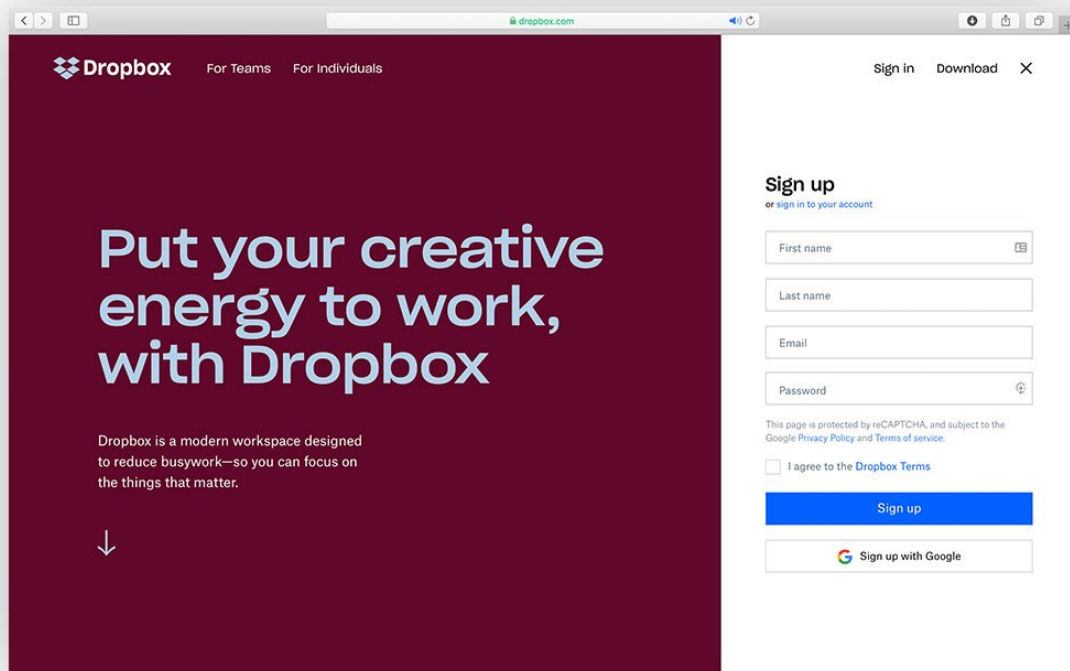 dropbox.com
Dropbox
For Teams
For Individuals
Sign in
Download
Put your creative
energy to work,
with Dropbox
Dropbox is a modern workspace designed
to reduce busywork—so you can focus on
the things that matter.
Sign up
or sign in to your account
First name
Last name
Email
Password
This page is protected by reCAPTCHA, and subject to the
Google Privacy Policy and Terms of service.
I agree to the Dropbox Terms
Sign up
Sign up with Google